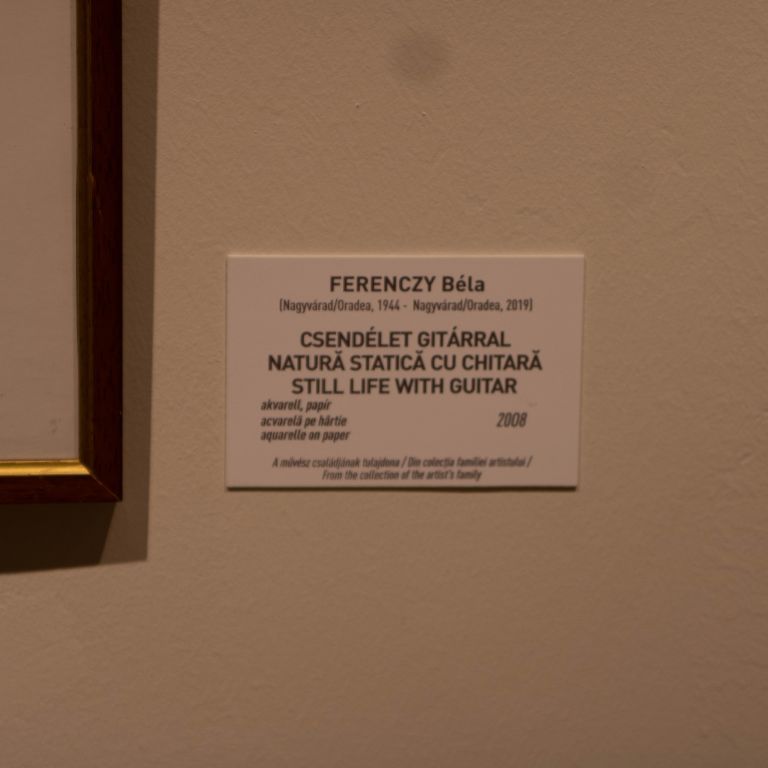 FERENCZY Béla
(Nagyvárad/Oradea, 1944 - Nagyvárad/Oradea, 2019)
CSENDÉLET GITÁRRAL
NATURĂ STATICĂ CU CHITARĂ
STILL LIFE WITH GUITAR
akvarell, papír
acvarelă pe hârtie 2008
aquarelle on paper
A művész családjának tulajdona / Din colecția familiei artistului /
From the collection of the artist's family